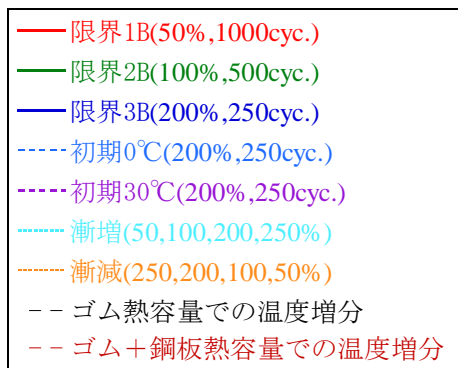 限界1B(50%,1000cyc.)
限界2B(100%,500cyc.)
限界3B(200%,250cyc.)
初期0℃(200%,250cyc.)
初期30℃(200%,250cyc.)
漸増(50,100,200,250%)
漸減(250,200,100,50%)
ゴム熱容量での温度増分
ゴム＋鋼板熱容量での温度増分